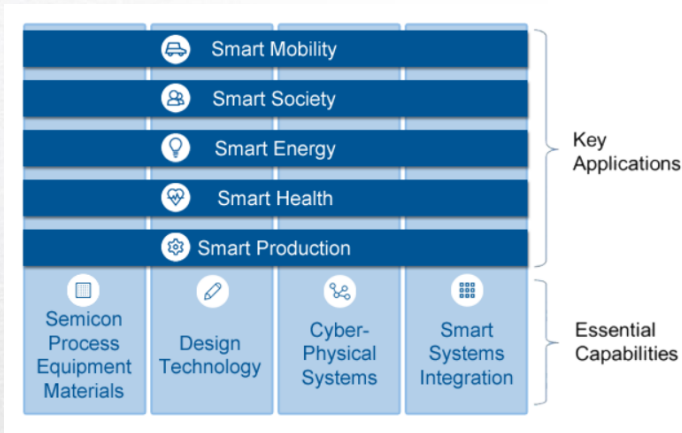 Smart Mobility
Smart Society
Smart Energy
Smart Health
Smart Production
Key
Applications
Semicon
Process
Equipment
Materials
Design
Technology
Cyber-
Physical
Systems
Smart
Systems
Integration
Essential
Capabilities